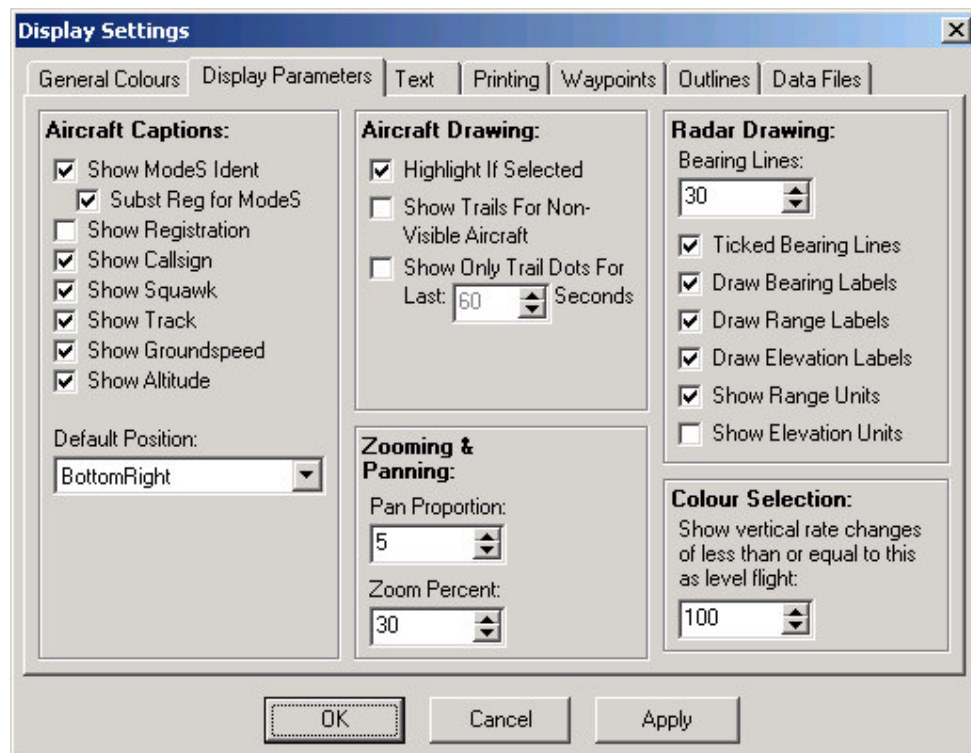 Display Settings
General Colours
Display Parameters
Text
Printing
Waypoints
Outlines
Data Files
Aircraft Captions:
Show ModeS Ident
Subst Reg for ModeS
Show Registration
Show Callsign
Show Squawk
Show Track
Show Groundspeed
Show Altitude
Default Position:
BottomRight
Aircraft Drawing:
Highlight If Selected
Show Trails For Non-
Visible Aircraft
Show Only Trail Dots For
Last: 60 Seconds
Zooming &
Panning:
Pan Proportion:
5
Zoom Percent:
30
Radar Drawing:
Bearing Lines:
30
Ticked Bearing Lines
Draw Bearing Labels
Draw Range Labels
Draw Elevation Labels
Show Range Units
Show Elevation Units
Colour Selection:
Show vertical rate changes
of less than or equal to this
as level flight:
100
OK
Cancel
Apply